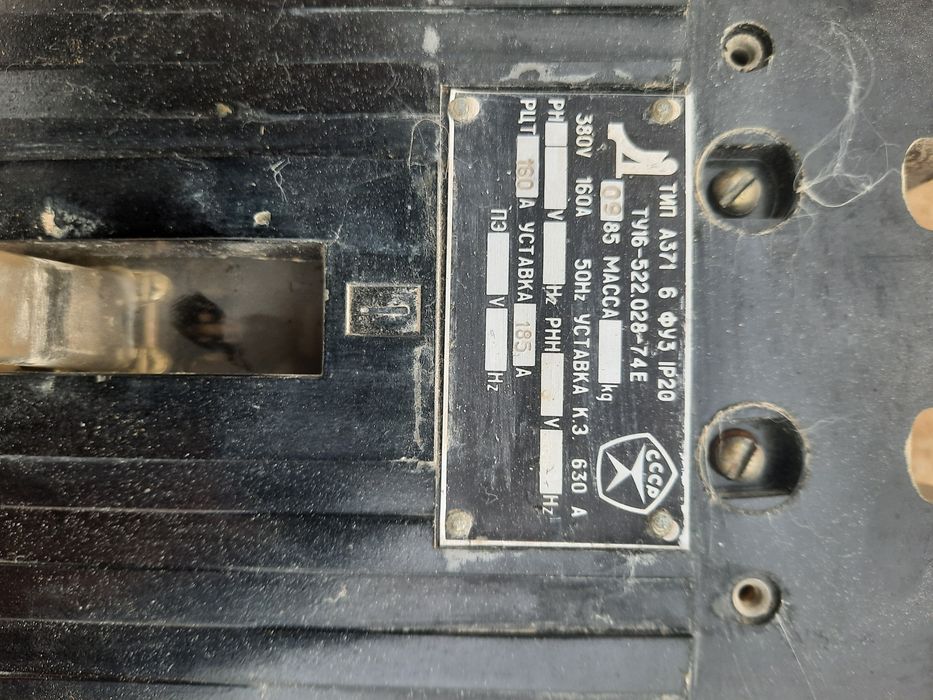 ТИП А371 6 ФУЗ IP20
ТУ16-522.028-74Е
09 85 МАССА kg
СССР
380V 160А 50Hz УСТАВКА К.З 630 А
РН V Hz РНН V Hz
РЦТ 160 А УСТАВКА 185 А
ПЭ V Hz